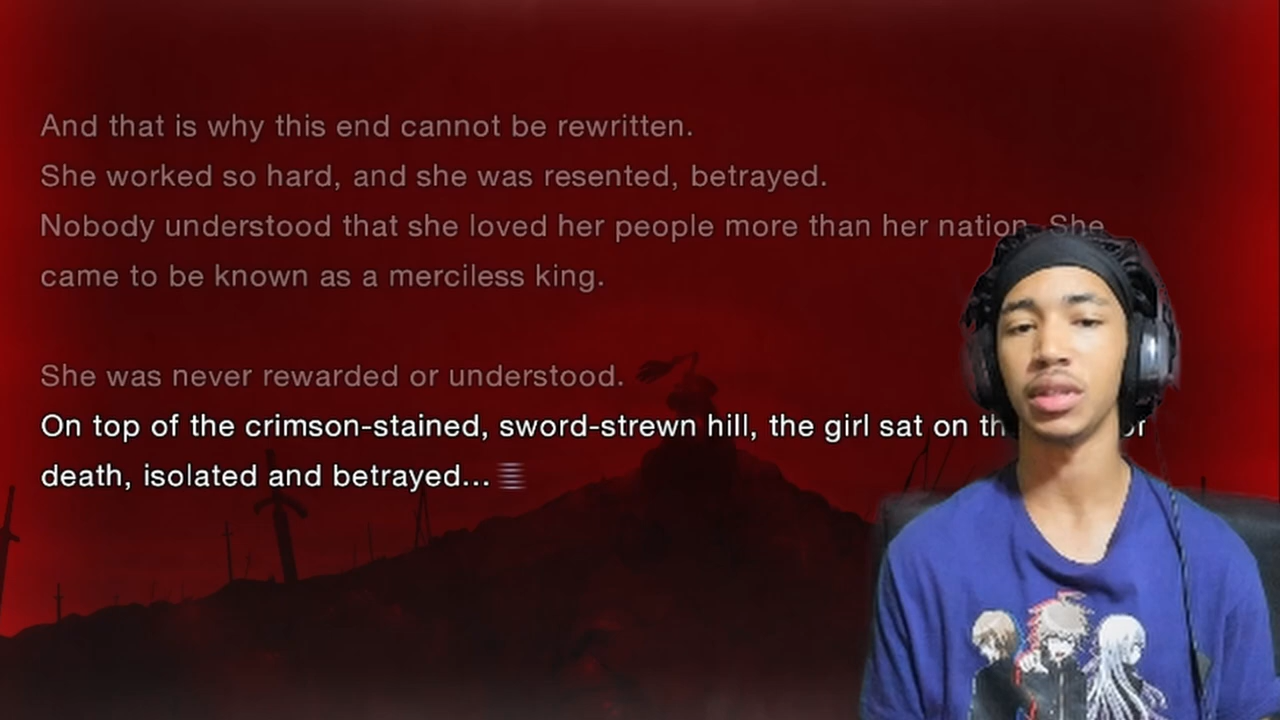 And that is why this end cannot be rewritten.
She worked so hard, and she was resented, betrayed.
Nobody understood that she loved her people more than her nation. She
came to be known as a merciless king.
She was never rewarded or understood.
On top of the crimson-stained, sword-strewn hill, the girl sat on
death, isolated and betrayed...